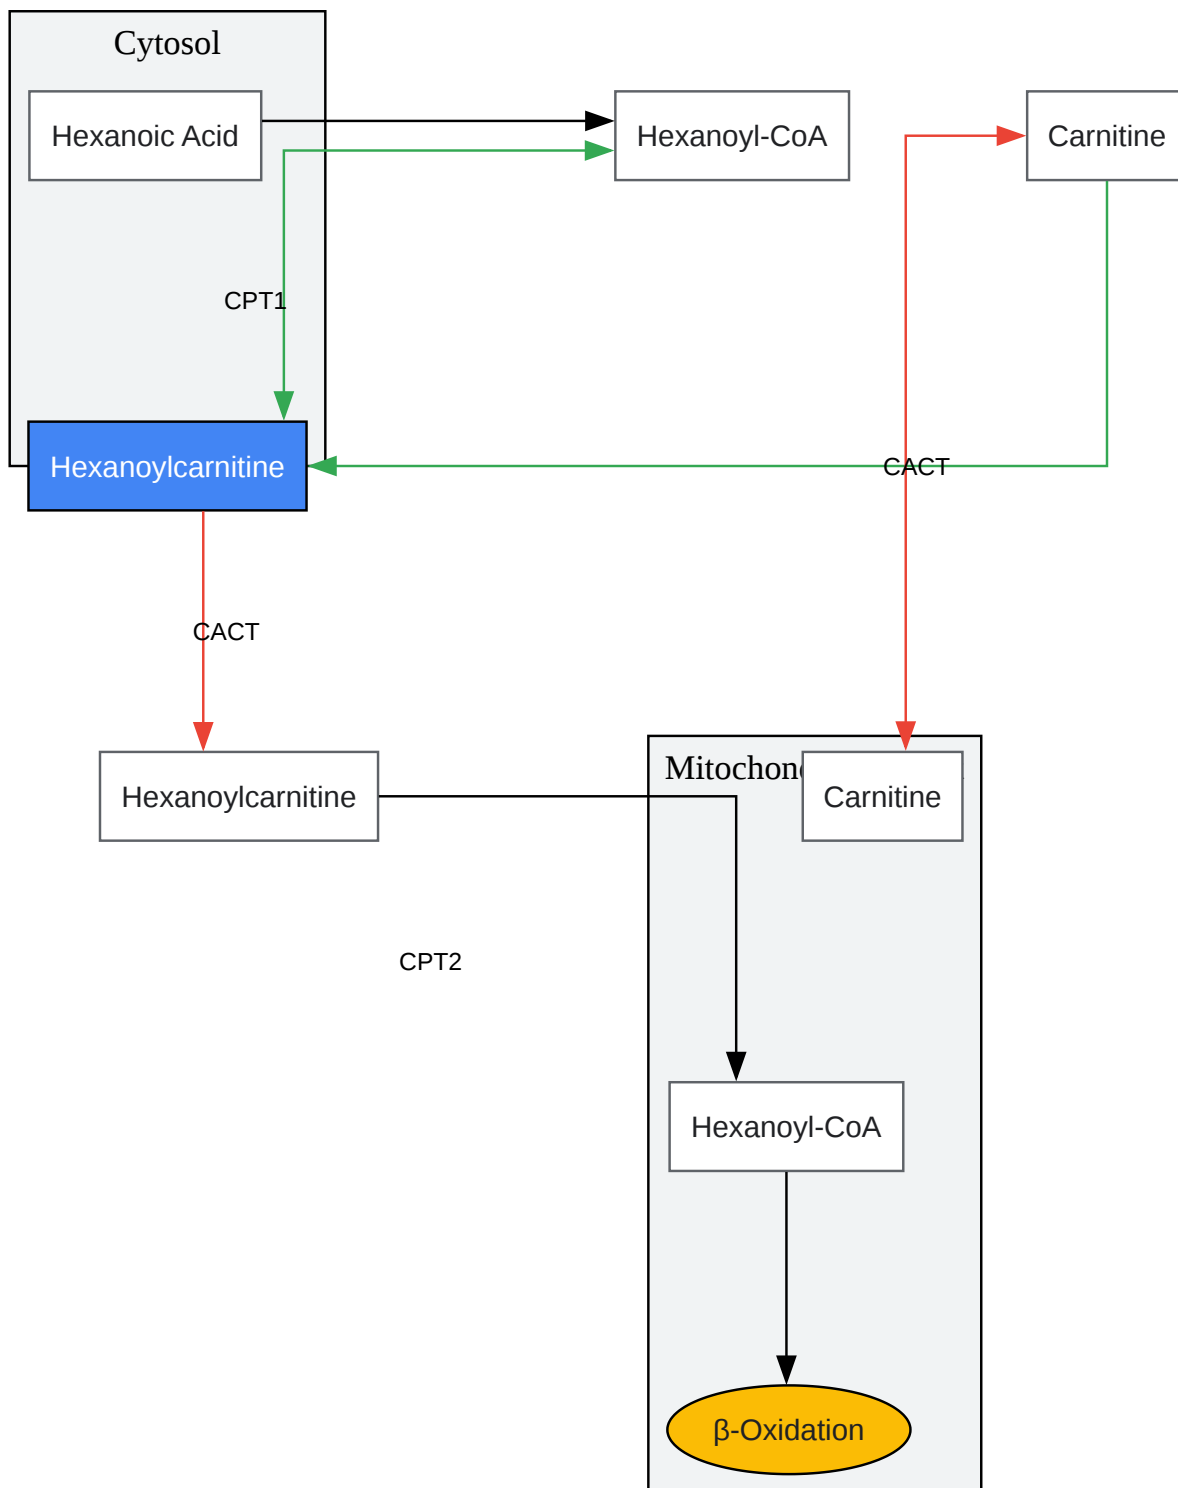 Cytosol
Hexanoic Acid
Hexanoyl-CoA
Carnitine
CPT1
Hexanoylcarnitine
CACT
CACT
Hexanoylcarnitine
Carnitine
CPT2
Hexanoyl-CoA
β-Oxidation